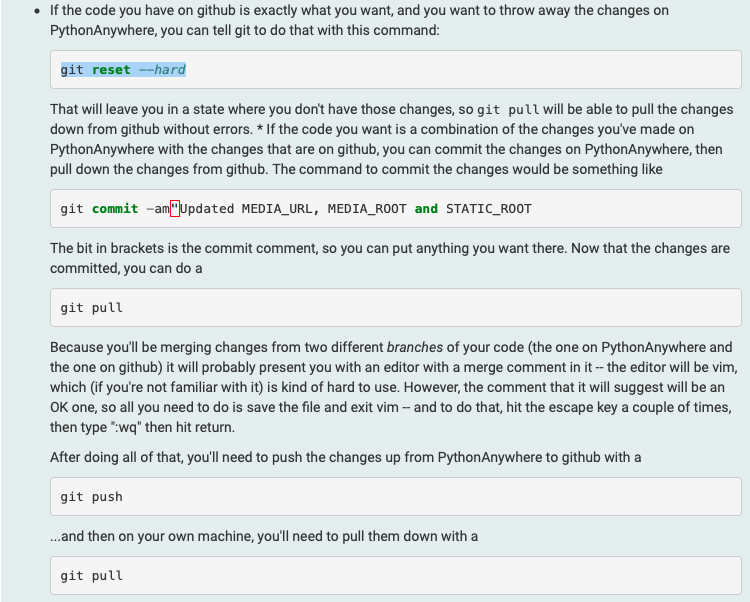 • If the code you have on github is exactly what you want, and you want to throw away the changes on
PythonAnywhere, you can tell git to do that with this command:
git reset --hard
That will leave you in a state where you don't have those changes, so git pull will be able to pull the changes
down from github without errors. * If the code you want is a combination of the changes you've made on
PythonAnywhere with the changes that are on github, you can commit the changes on PythonAnywhere, then
pull down the changes from github. The command to commit the changes would be something like
git commit -am"Updated MEDIA_URL, MEDIA_ROOT and STATIC_ROOT
The bit in brackets is the commit comment, so you can put anything you want there. Now that the changes are
committed, you can do a
git pull
Because you'll be merging changes from two different branches of your code (the one on PythonAnywhere and
the one on github) it will probably present you with an editor with a merge comment in it -- the editor will be vim,
which (if you're not familiar with it) is kind of hard to use. However, the comment that it will suggest will be an
OK one, so all you need to do is save the file and exit vim -- and to do that, hit the escape key a couple of times,
then type ":wq" then hit return.
After doing all of that, you'll need to push the changes up from PythonAnywhere to github with a
git push
...and then on your own machine, you'll need to pull them down with a
git pull